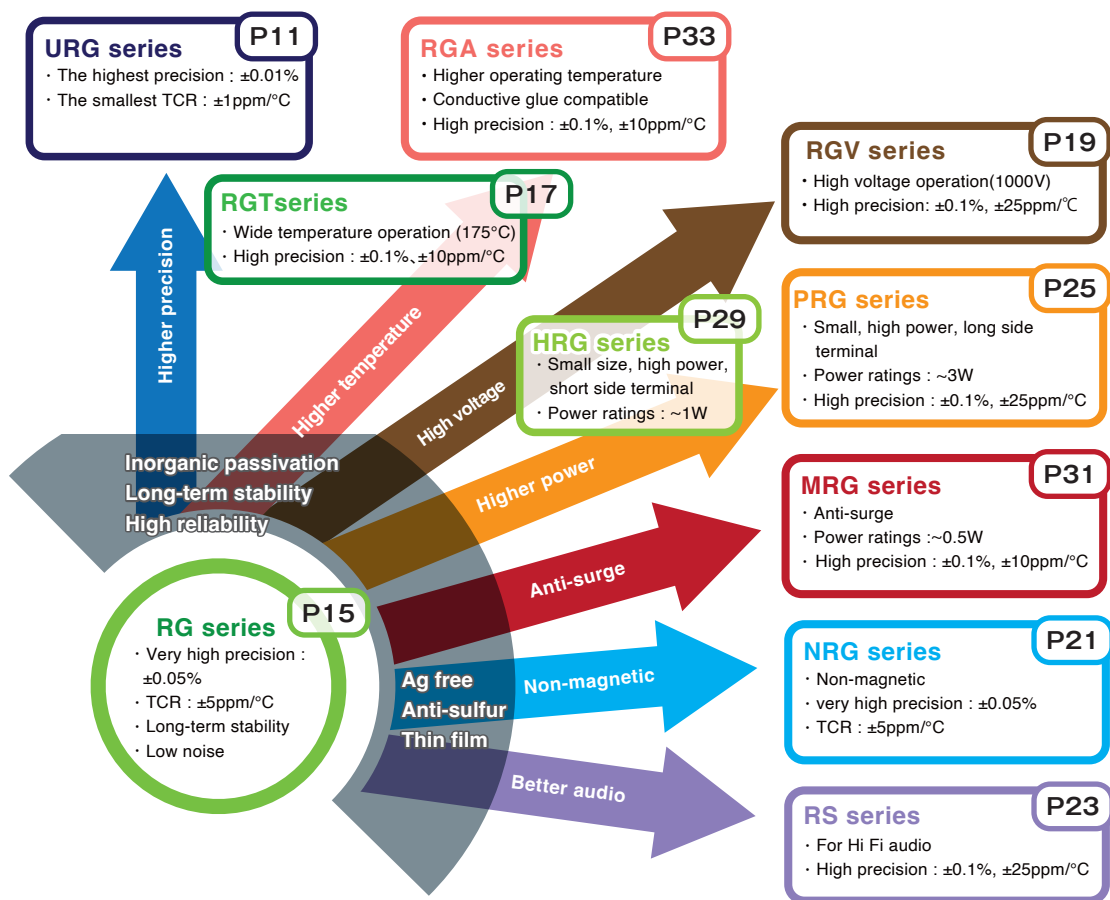 URG series
P11
· The highest precision : ±0.01%
· The smallest TCR : ±1ppm/°C
RGA series
P33
· Higher operating temperature
· Conductive glue compatible
· High precision : ±0.1%, ±10ppm/°C
RGV series
P19
· High voltage operation(1000V)
· High precision: ±0.1%, ±25ppm/℃
RGTseries
P17
· Wide temperature operation (175°C)
· High precision : ±0.1%、±10ppm/°C
PRG series
P25
· Small, high power, long side
terminal
· Power ratings : ~3W
· High precision : ±0.1%, ±25ppm/°C
HRG series
P29
· Small size, high power,
short side terminal
· Power ratings : ~1W
Higher precision
Higher temperature
High voltage
Higher power
Anti-surge
Non-magnetic
Better audio
Inorganic passivation
Long-term stability
High reliability
MRG series
P31
· Anti-surge
· Power ratings :~0.5W
· High precision : ±0.1%, ±10ppm/°C
RG series
P15
· Very high precision :
±0.05%
· TCR : ±5ppm/°C
· Long-term stability
· Low noise
Ag free
Anti-sulfur
Thin film
NRG series
P21
· Non-magnetic
· very high precision : ±0.05%
· TCR : ±5ppm/°C
RS series
P23
· For Hi Fi audio
· High precision : ±0.1%, ±25ppm/°C